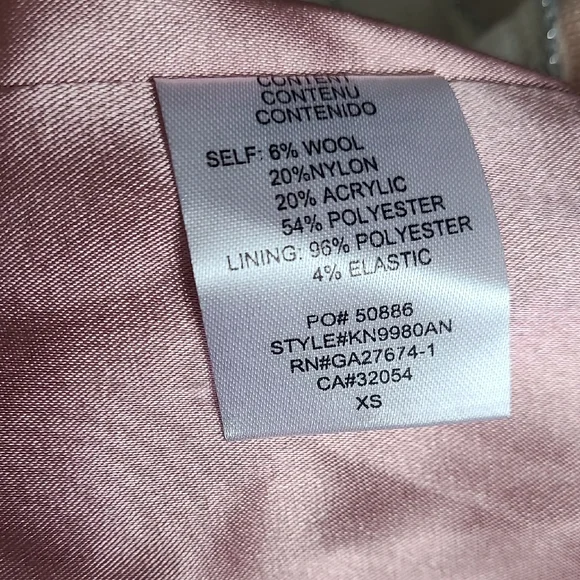 CONTENT
CONTENU
CONTENIDO
SELF: 6% WOOL
20%NYLON
20% ACRYLIC
54% POLYESTER
LINING: 96% POLYESTER
4% ELASTIC
PO# 50886
STYLE#KN9980AN
RN#GA27674-1
CA#32054
XS